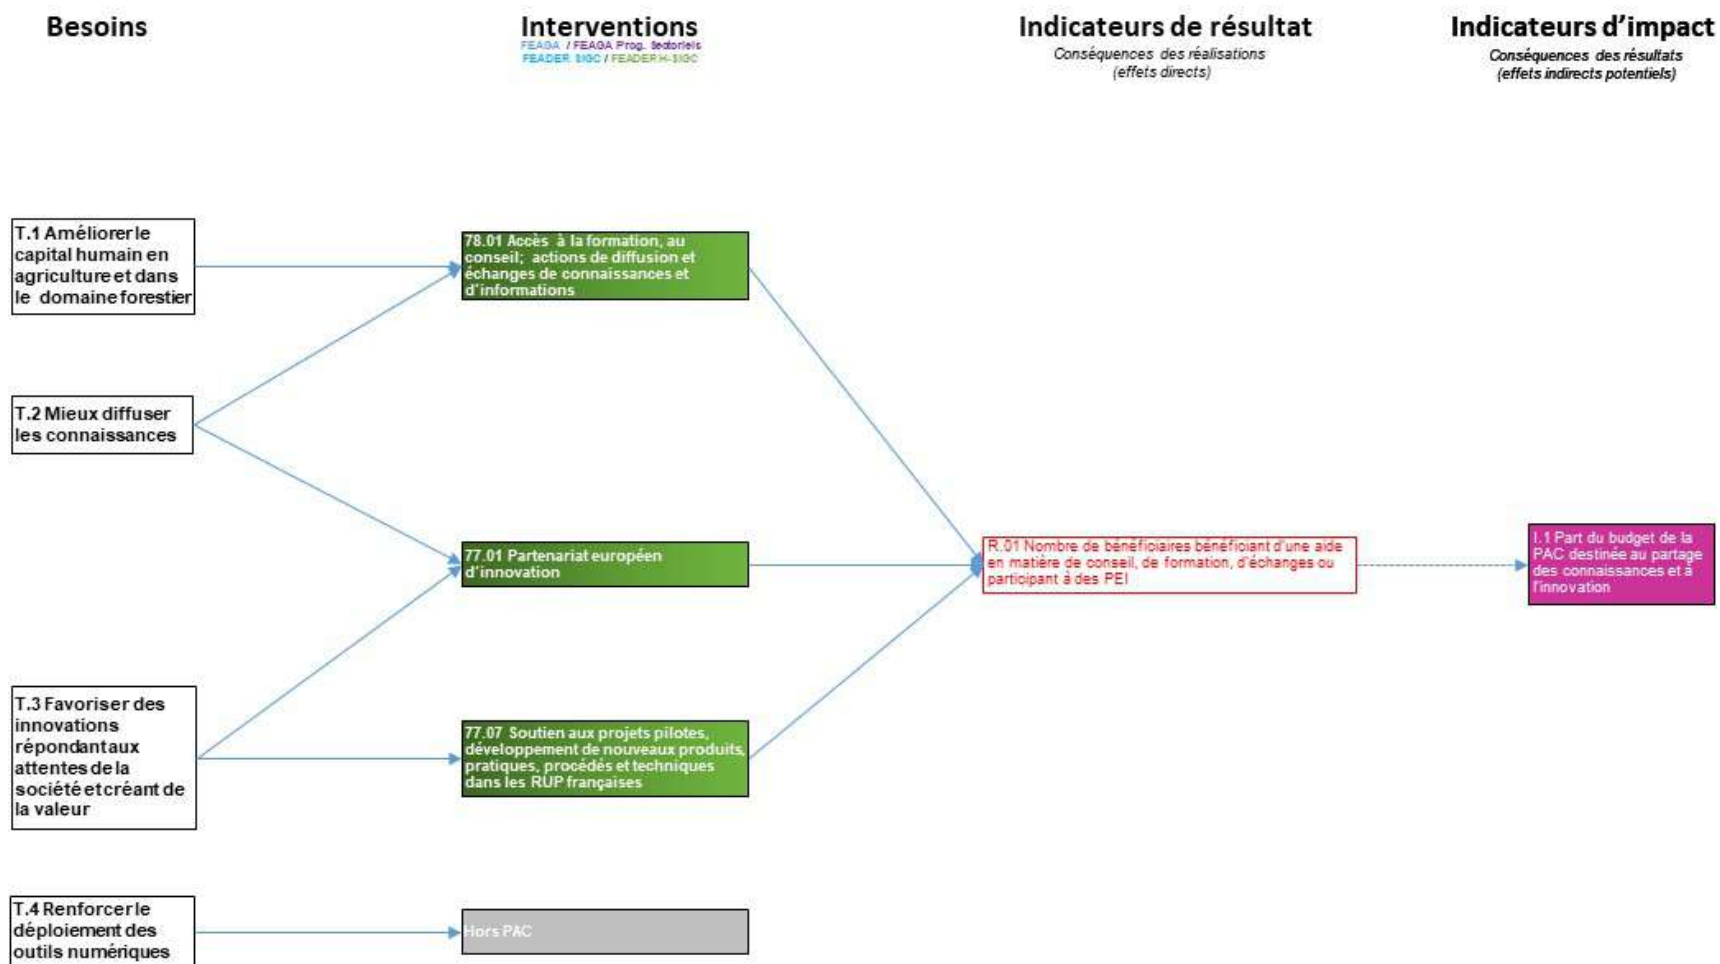 Besoins
Interventions
FEAGA / FEAGA Prog. Sectoriels
FEADER SIGC / FEADER H-SIGC
Indicateurs de résultat
Conséquences des réalisations
(effets directs)
Indicateurs d'impact
Conséquences des résultats
(effets indirects potentiels)
T.1 Améliorer le
capital humain en
agriculture et dans
le domaine forestier
78.01 Accès à la formation, au
conseil; actions de diffusion et
échanges de connaissances et
d'informations
T.2 Mieux diffuser
les connaissances
77.01 Partenariat européen
d'innovation
R.01 Nombre de bénéficiaires bénéficiant d'une aide
en matière de conseil, de formation, d'échanges ou
participant à des PEI
I.1 Part du budget de la
PAC destinée au partage
des connaissances et à
l'innovation
T.3 Favoriser des
innovations
répondant aux
attentes de la
société et créant de
la valeur
77.07 Soutien aux projets pilotes,
développement de nouveaux produits,
pratiques, procédés et techniques
dans les RUP françaises
T.4 Renforcer le
déploiement des
outils numériques
Hors PAC